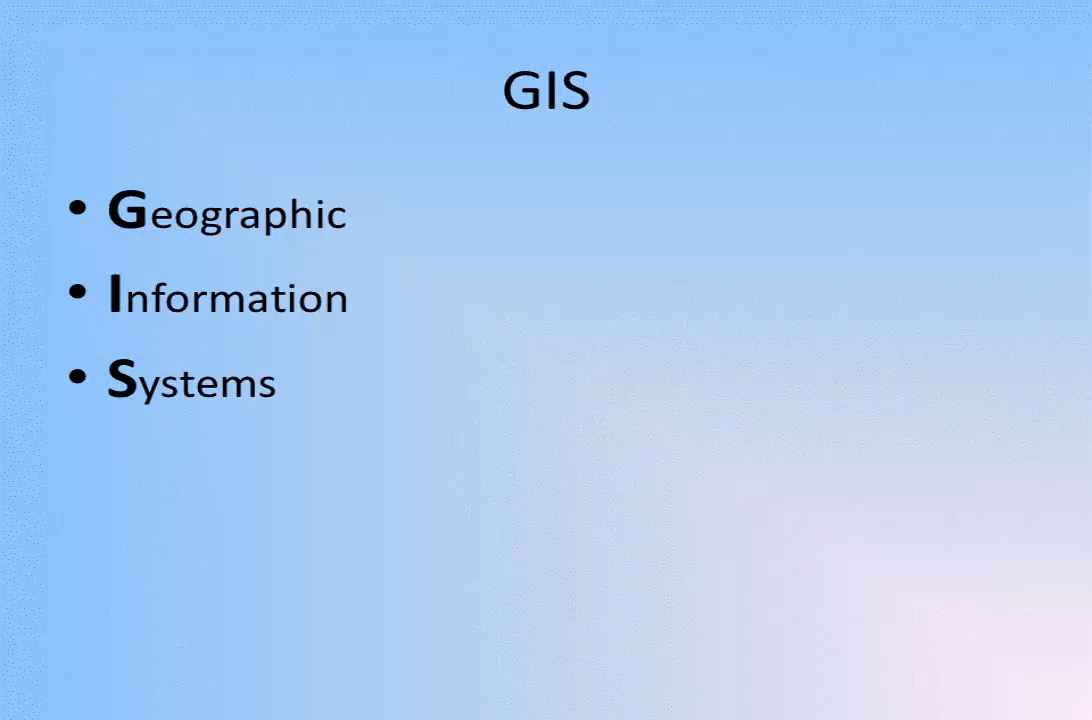 GIS
• Geographic
• Information
• Systems